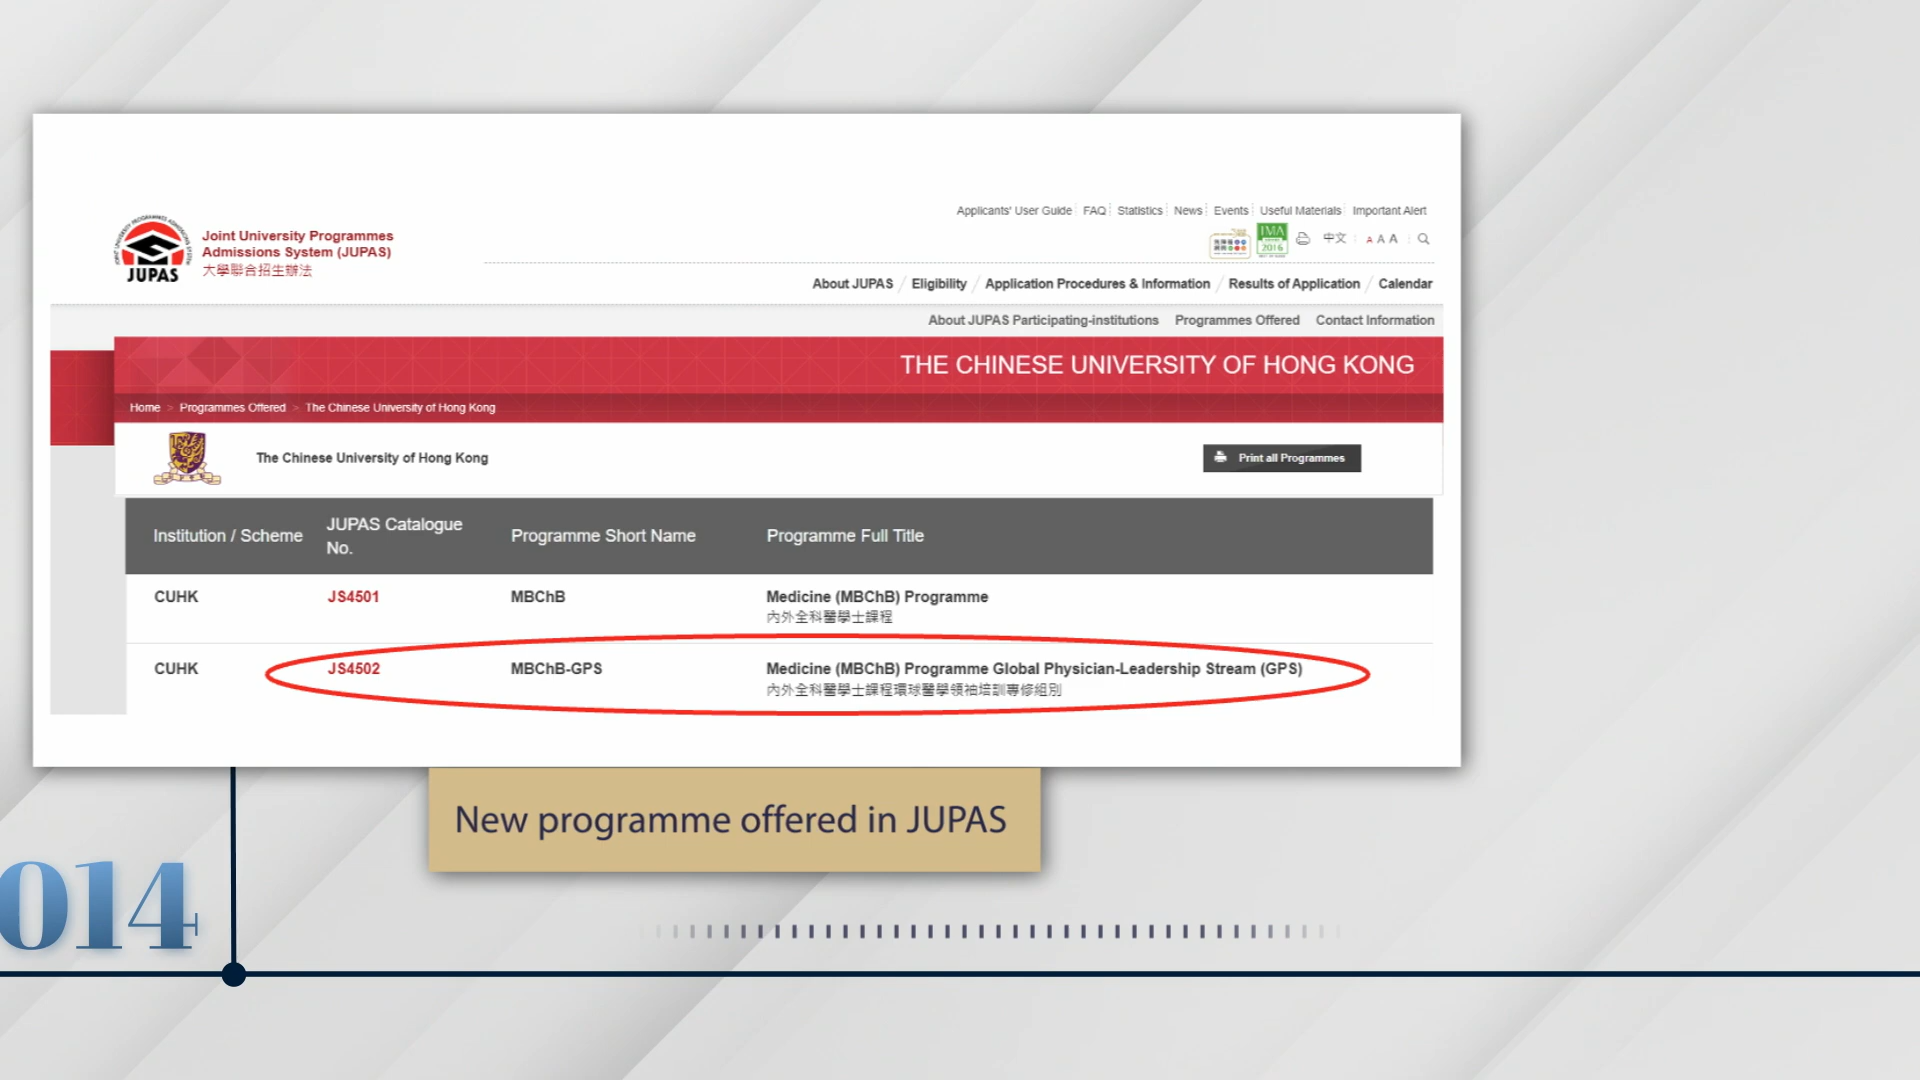 Applicants' User Guide FAQ Statistics News Events Useful Materials Important Alert
Joint University Programmes
Admissions System (JUPAS)
大學聯合招生辦法
JUPAS
IMA
2016
中文 A A A
About JUPAS / Eligibility / Application Procedures & Information / Results of Application / Calendar
About JUPAS Participating-institutions Programmes Offered Contact Information
THE CHINESE UNIVERSITY OF HONG KONG
Home > Programmes Offered > The Chinese University of Hong Kong
The Chinese University of Hong Kong
Print all Programmes
Institution / Scheme
JUPAS Catalogue
No.
Programme Short Name
Programme Full Title
CUHK JS4501 MBChB Medicine (MBChB) Programme
內外全科醫學士課程
CUHK JS4502 MBChB-GPS Medicine (MBChB) Programme Global Physician-Leadership Stream (GPS)
內外全科醫學士課程環球醫學領袖培訓專修組別
New programme offered in JUPAS
014